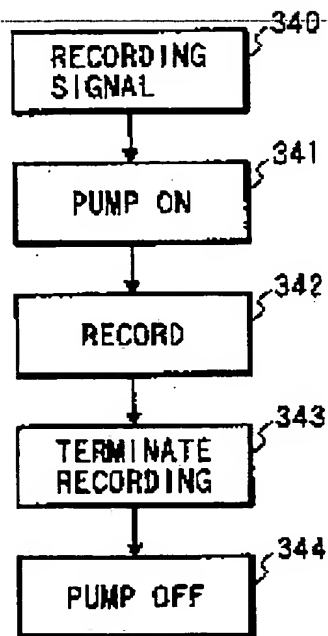 340
RECORDING
SIGNAL
341
PUMP ON
342
RECORD
343
TERMINATE
RECORDING
344
PUMP OFF